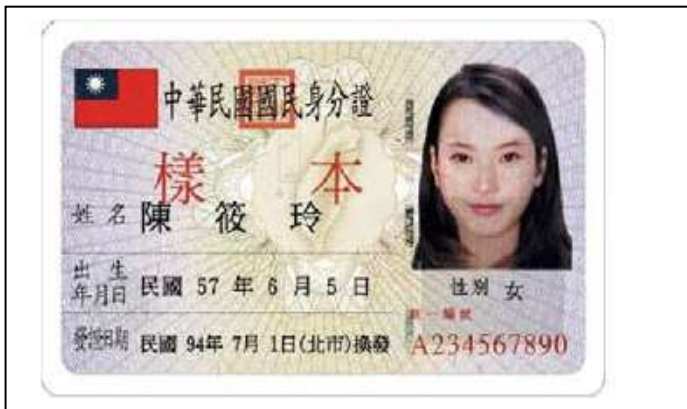 中華民國國民身分證
樣本
姓名 陳筱玲
出生年月日 民國 57 年 6 月 5 日
性別 女
發證日期 民國 94年 7月 1日(北市)換發
統一編號
A234567890